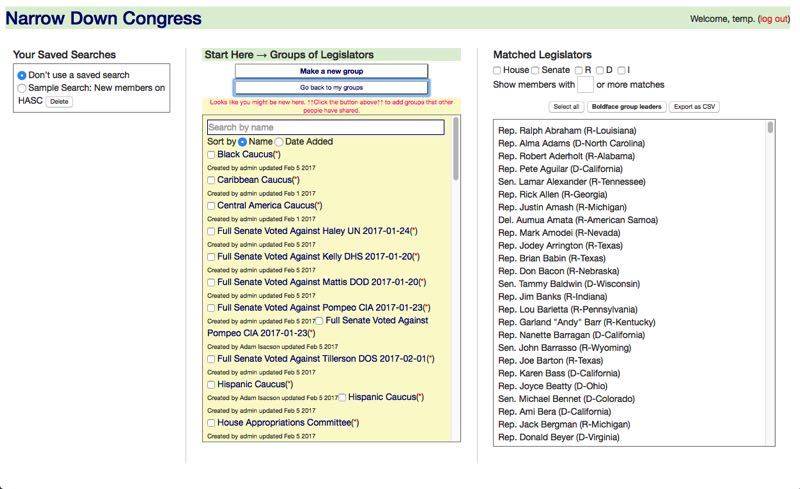 Narrow Down Congress
Welcome, temp. (log out)
Your Saved Searches
Don't use a saved search
Sample Search: New members on
HASC Delete
Start Here → Groups of Legislators
Make a new group
Go back to my groups
Looks like you might be new here. ↑↑Click the button above↑↑ to add groups that other
people have shared.
Search by name
Sort by Name Date Added
Black Caucus(*)
Created by admin updated Feb 5 2017
Caribbean Caucus(*)
Created by admin updated Feb 1 2017
Central America Caucus(*)
Created by admin updated Feb 1 2017
Full Senate Voted Against Haley UN 2017-01-24(*)
Created by admin updated Feb 5 2017
Full Senate Voted Against Kelly DHS 2017-01-20(*)
Created by admin updated Feb 5 2017
Full Senate Voted Against Mattis DOD 2017-01-20(*)
Created by admin updated Feb 5 2017
Full Senate Voted Against Pompeo CIA 2017-01-23(*)
Created by admin updated Feb 5 2017 Full Senate Voted Against
Pompeo CIA 2017-01-23(*)
Created by Adam Isacson updated Feb 5 2017
Full Senate Voted Against Tillerson DOS 2017-02-01(*)
Created by admin updated Feb 5 2017
Hispanic Caucus(*)
Created by Adam Isacson updated Feb 5 2017 Hispanic Caucus(*)
Created by admin updated Feb 5 2017
House Appropriations Committee(*)
Created by admin updated Feb 5 2017
Matched Legislators
House Senate R D I
Show members with or more matches
Select all Boldface group leaders Export as CSV
Rep. Ralph Abraham (R-Louisiana)
Rep. Alma Adams (D-North Carolina)
Rep. Robert Aderholt (R-Alabama)
Rep. Pete Aguilar (D-California)
Sen. Lamar Alexander (R-Tennessee)
Rep. Rick Allen (R-Georgia)
Rep. Justin Amash (R-Michigan)
Del. Aumua Amata (R-American Samoa)
Rep. Mark Amodei (R-Nevada)
Rep. Jodey Arrington (R-Texas)
Rep. Brian Babin (R-Texas)
Rep. Don Bacon (R-Nebraska)
Sen. Tammy Baldwin (D-Wisconsin)
Rep. Jim Banks (R-Indiana)
Rep. Lou Barletta (R-Pennsylvania)
Rep. Garland "Andy" Barr (R-Kentucky)
Rep. Nanette Barragan (D-California)
Sen. John Barrasso (R-Wyoming)
Rep. Joe Barton (R-Texas)
Rep. Karen Bass (D-California)
Rep. Joyce Beatty (D-Ohio)
Sen. Michael Bennet (D-Colorado)
Rep. Ami Bera (D-California)
Rep. Jack Bergman (R-Michigan)
Rep. Donald Beyer (D-Virginia)